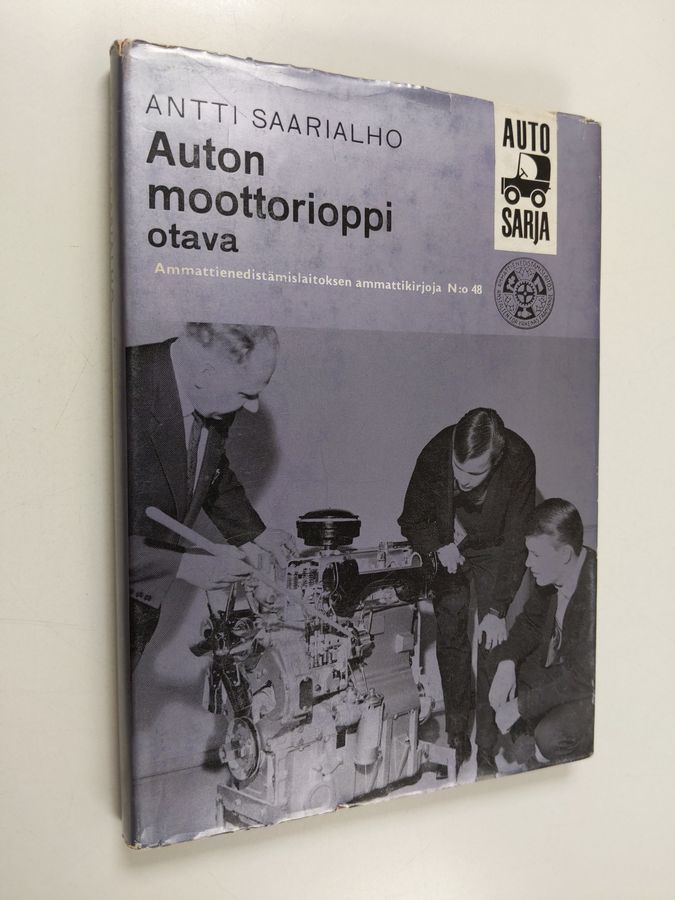 ANTTI SAARIALHO
Auton
moottorioppi
otava
Ammattienedistämislaitoksen ammattikirjoja N:o 48
AUTO
SARJA